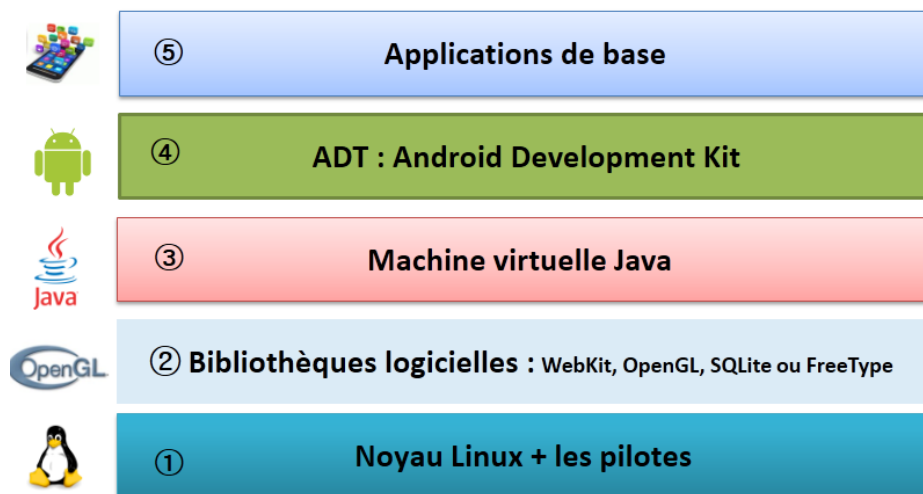 ⑤ Applications de base
④ ADT : Android Development Kit
③ Machine virtuelle Java
Java
OpenGL
② Bibliothèques logicielles : WebKit, OpenGL, SQLite ou FreeType
① Noyau Linux + les pilotes